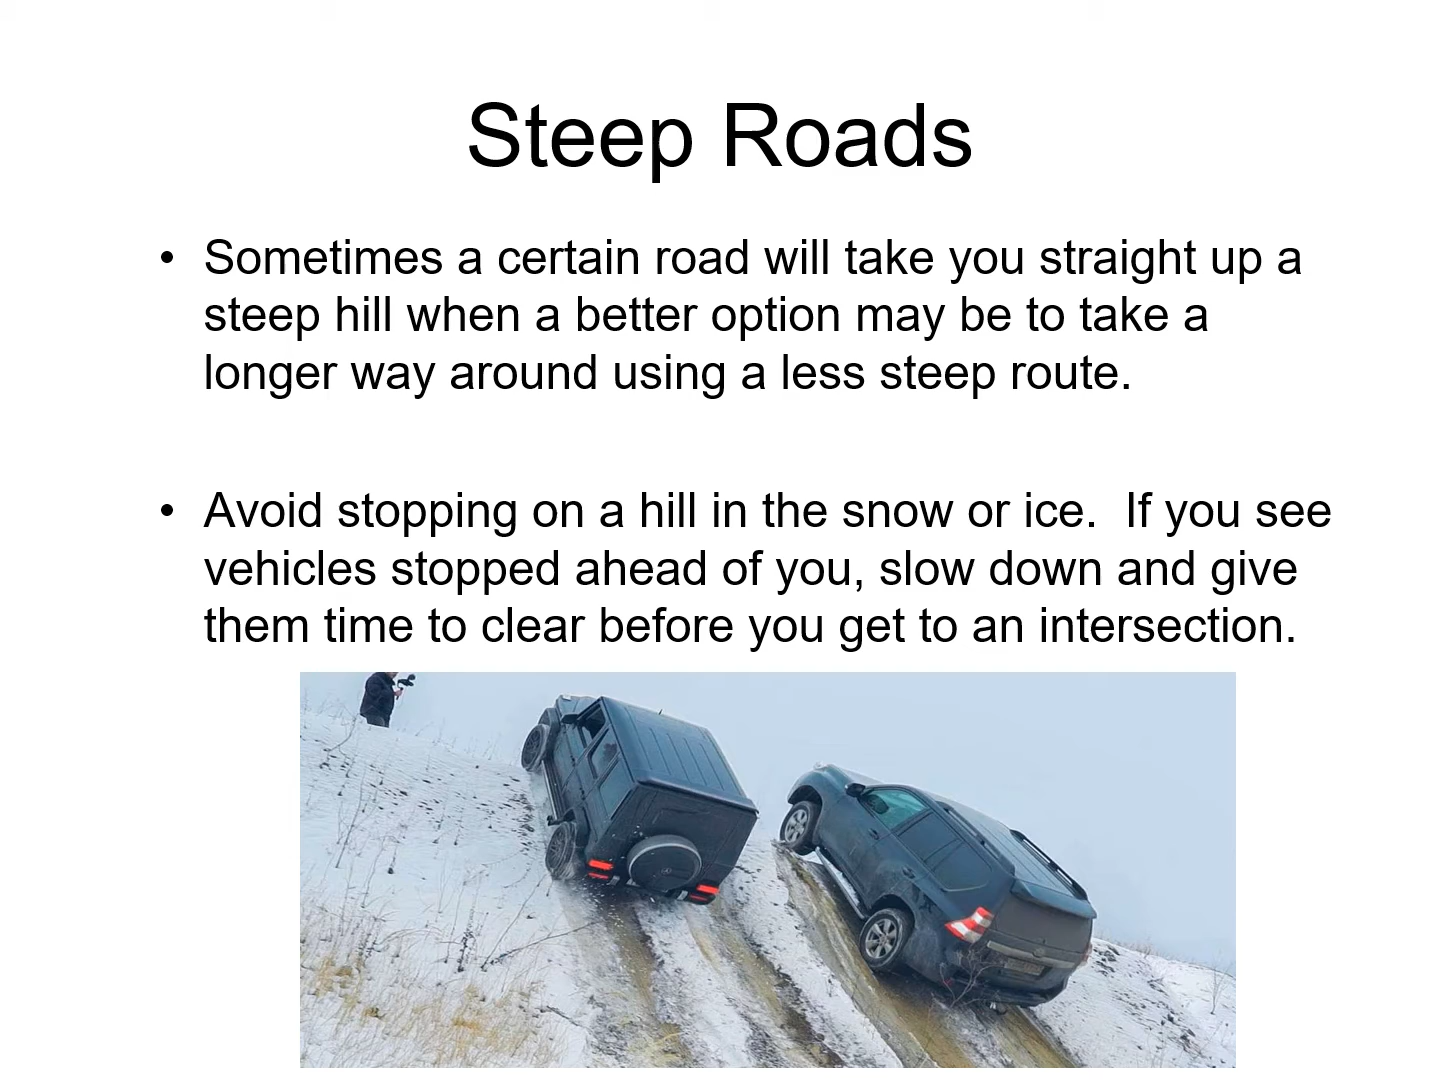 Steep Roads
• Sometimes a certain road will take you straight up a
steep hill when a better option may be to take a
longer way around using a less steep route.
• Avoid stopping on a hill in the snow or ice.  If you see
vehicles stopped ahead of you, slow down and give
them time to clear before you get to an intersection.